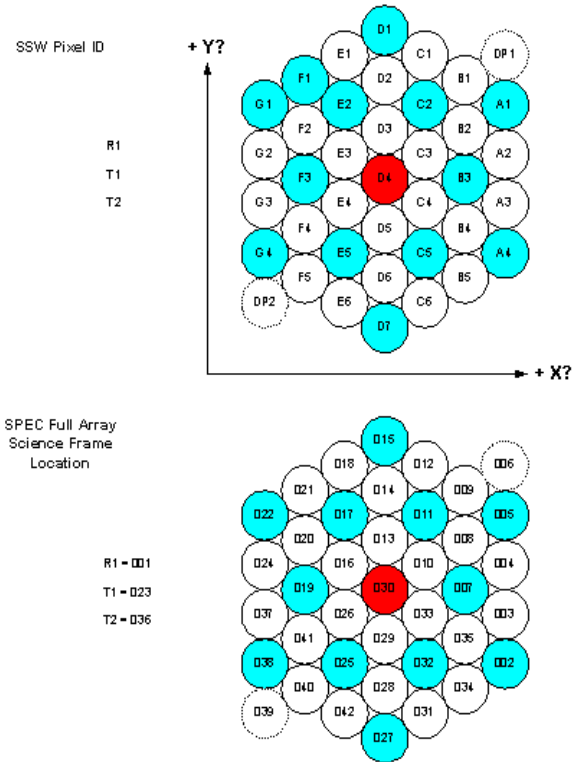 SSW Pixel ID
+ Y?
D1
E1 C1 DP1
F1 D2 B1
G1 E2 C2 A1
F2 D3 B2
R1
G2 E3 C3 A2
T1
F3 D4 B3
T2
G3 E4 C4 A3
F4 D5 B4
G4 E5 C5 A4
F5 D6 B5
DP2 E6 C6
D7
+ X?
SPEC Full Array
Science Frame
Location
015
018 012 006
021 014 009
022 017 011 005
020 013 008
R1 = 001
024 016 010 004
T1 = 023
019 030 007
T2 = 036
037 026 033 003
041 029 035
038 025 032 002
040 028 034
039 042 031
027